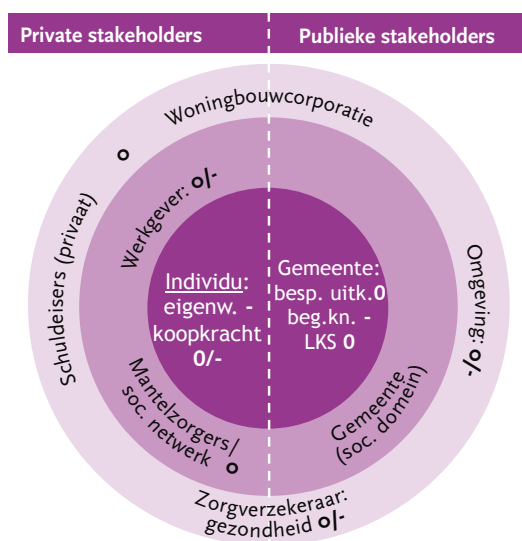 Private stakeholders
Publieke stakeholders
Woningbouwcorporatie
o
Schuldeisers (privaat)
Werkgever: o/-
Individu:
eigenw. -
koopkracht
0/-
Gemeente:
besp. uitk.0
beg.kn. -
LKS 0
Omgeving: o/-
Mantelzorgers/
soc. netwerk o
Gemeente
(soc. domein)
Zorgverzekeraar:
gezondheid o/-